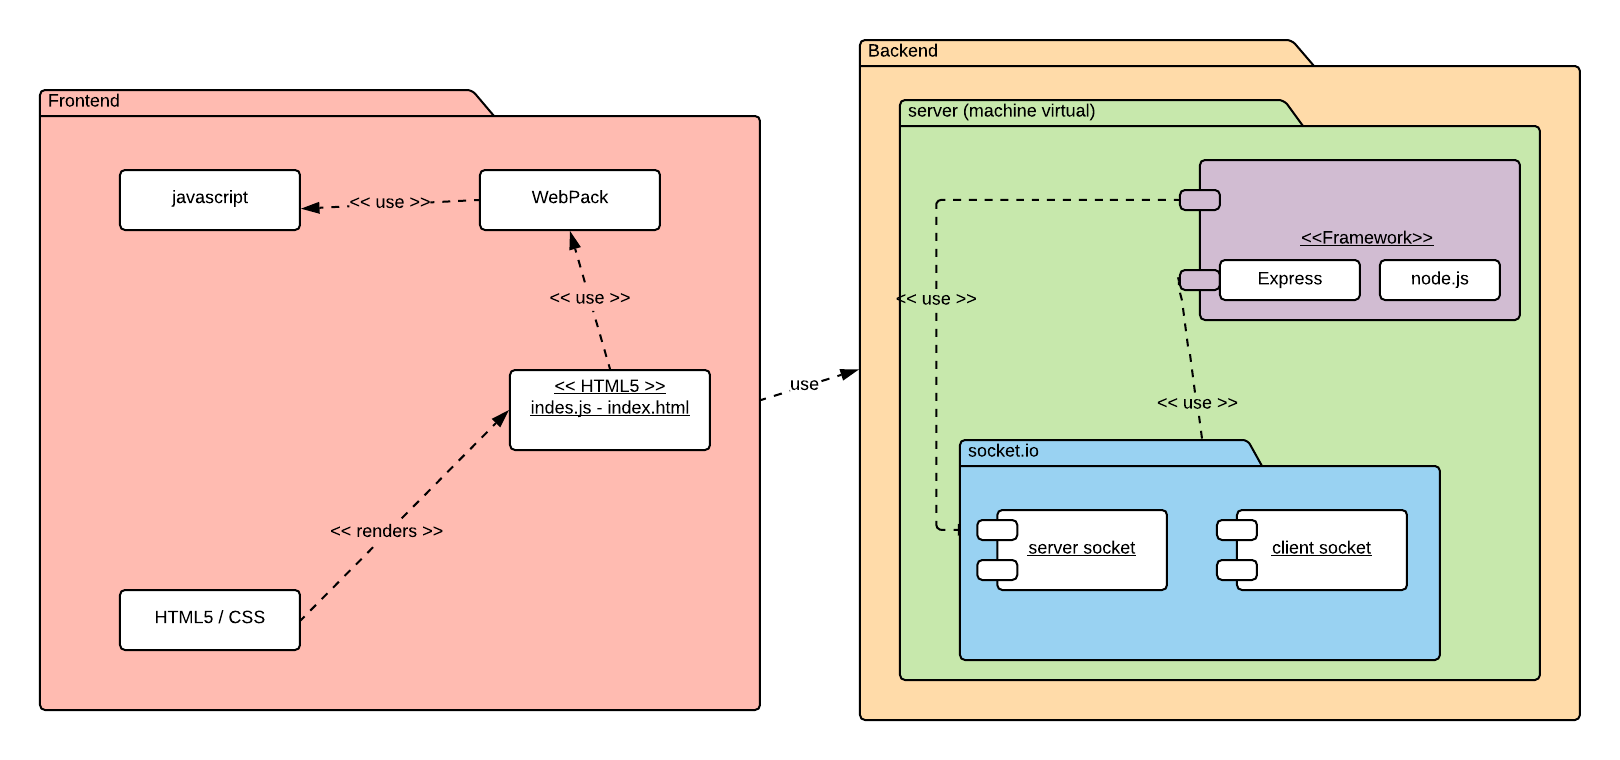 Frontend
javascript
<< use >>
WebPack
<< use >>
<< HTML5 >>
indes.js - index.html
<< renders >>
HTML5 / CSS
use
Backend
server (machine virtual)
<<Framework>>
Express
node.js
<< use >>
<< use >>
socket.io
server socket
client socket